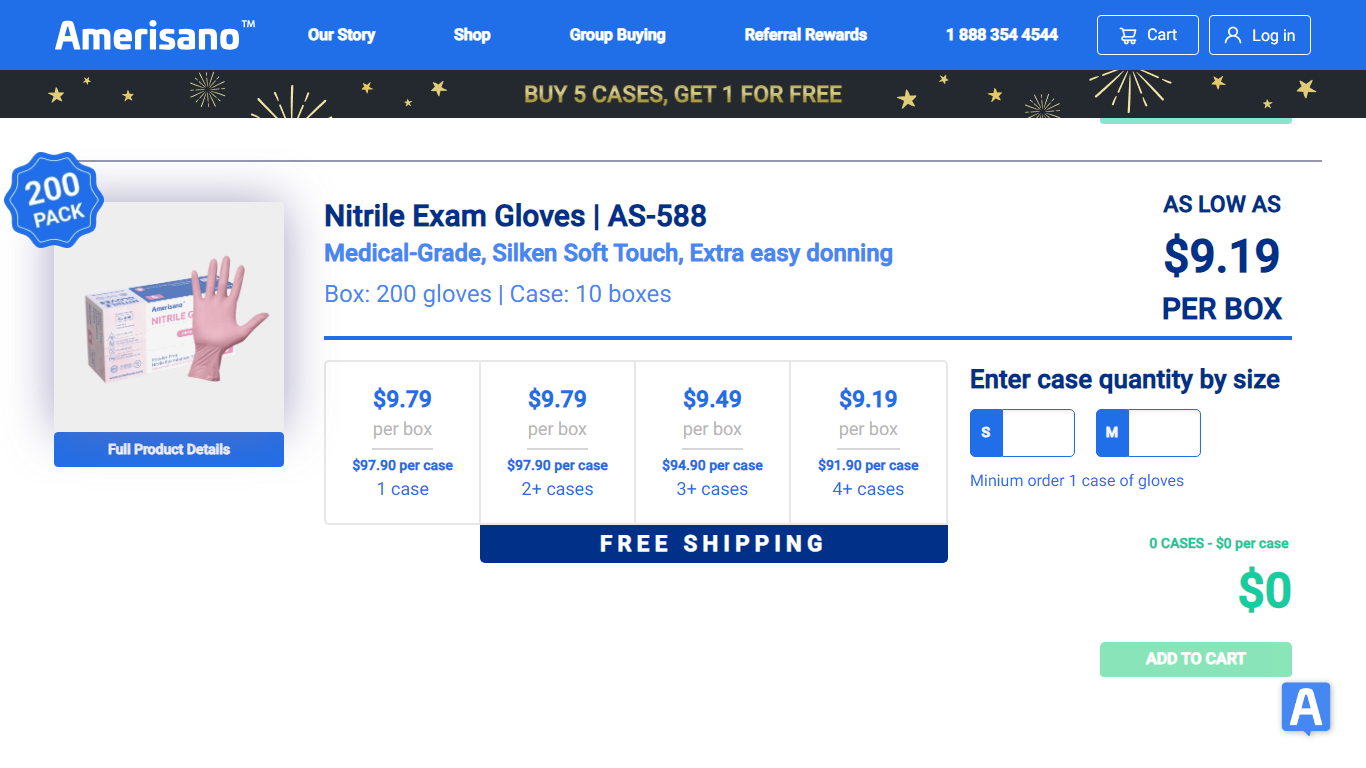 Amerisano™
Our Story
Shop
Group Buying
Referral Rewards
1 888 354 4544
Cart
Log in
BUY 5 CASES, GET 1 FOR FREE
200
PACK
Amerisano
NITRILE G
Full Product Details
Nitrile Exam Gloves | AS-588
Medical-Grade, Silken Soft Touch, Extra easy donning
Box: 200 gloves | Case: 10 boxes
AS LOW AS
$9.19
PER BOX
$9.79
per box
$97.90 per case
1 case
$9.79
per box
$97.90 per case
2+ cases
$9.49
per box
$94.90 per case
3+ cases
$9.19
per box
$91.90 per case
4+ cases
FREE SHIPPING
Enter case quantity by size
S
M
Minium order 1 case of gloves
0 CASES - $0 per case
$0
ADD TO CART
A